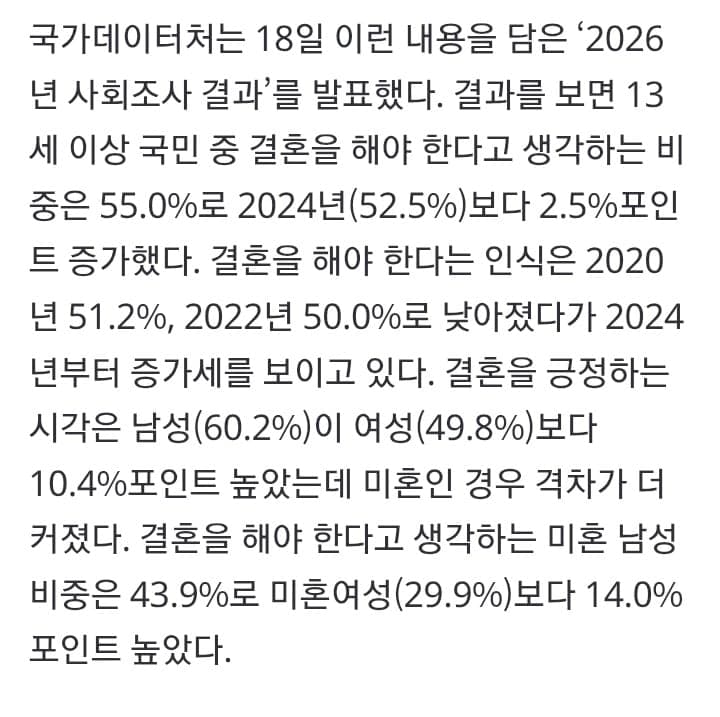 국가데이터처는 18일 이런 내용을 담은 ‘2026
년 사회조사 결과’를 발표했다. 결과를 보면 13
세 이상 국민 중 결혼을 해야 한다고 생각하는 비
중은 55.0%로 2024년(52.5%)보다 2.5%포인
트 증가했다. 결혼을 해야 한다는 인식은 2020
년 51.2%, 2022년 50.0%로 낮아졌다가 2024
년부터 증가세를 보이고 있다. 결혼을 긍정하는
시각은 남성(60.2%)이 여성(49.8%)보다
10.4%포인트 높았는데 미혼인 경우 격차가 더
커졌다. 결혼을 해야 한다고 생각하는 미혼 남성
비중은 43.9%로 미혼여성(29.9%)보다 14.0%
포인트 높았다.